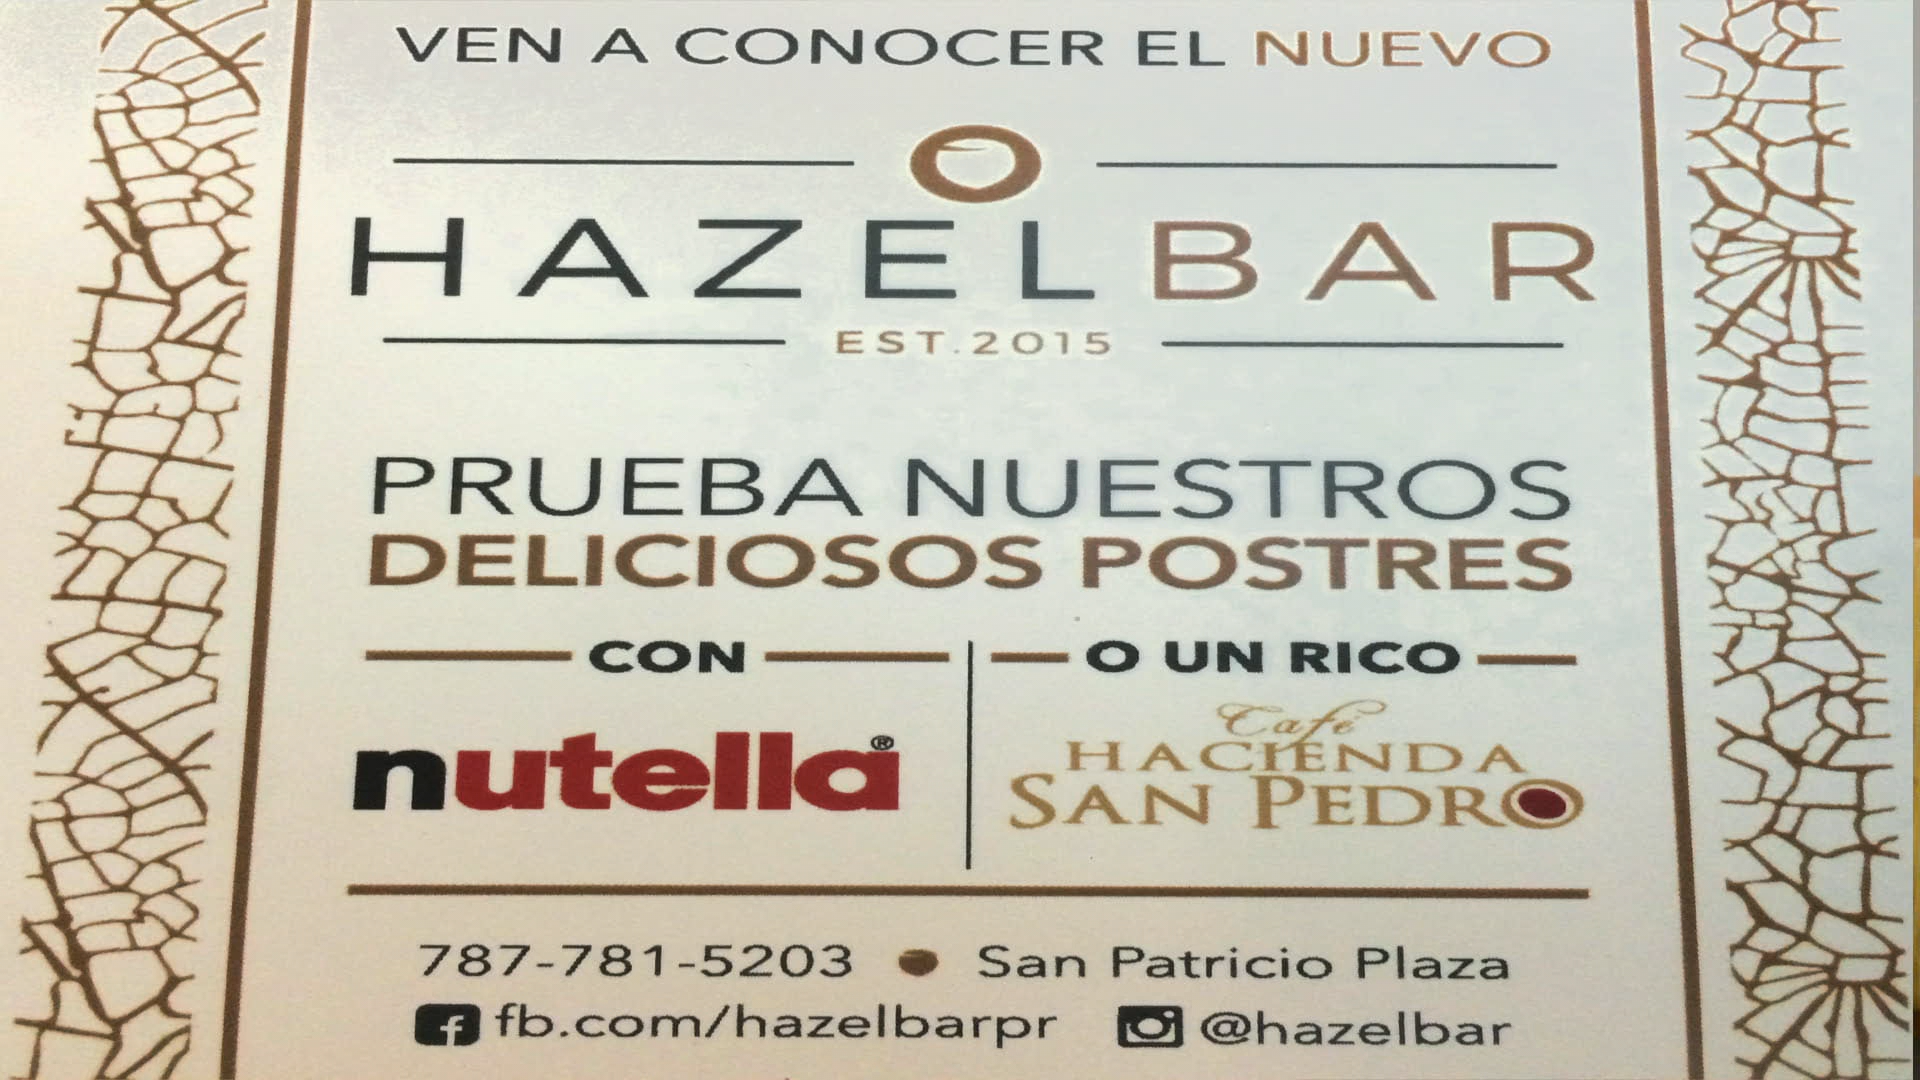 VEN A CONOCER EL NUEVO
HAZELBAR
EST.2015
PRUEBA NUESTROS
DELICIOSOS POSTRES
CON
nutella®
O UN RICO
Café
HACIENDA
SAN PEDRO
787-781-5203 • San Patricio Plaza
fb.com/hazelbarpr @hazelbar